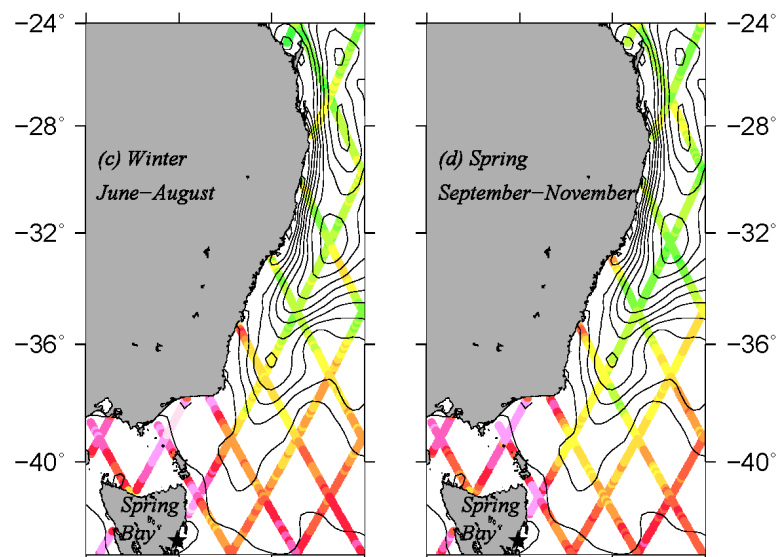 −24°
−24°
(c) Winter
June−August
(d) Spring
September−November
−28°
−28°
−32°
−32°
−36°
−36°
−40°
−40°
Spring
Bay
Spring
Bay